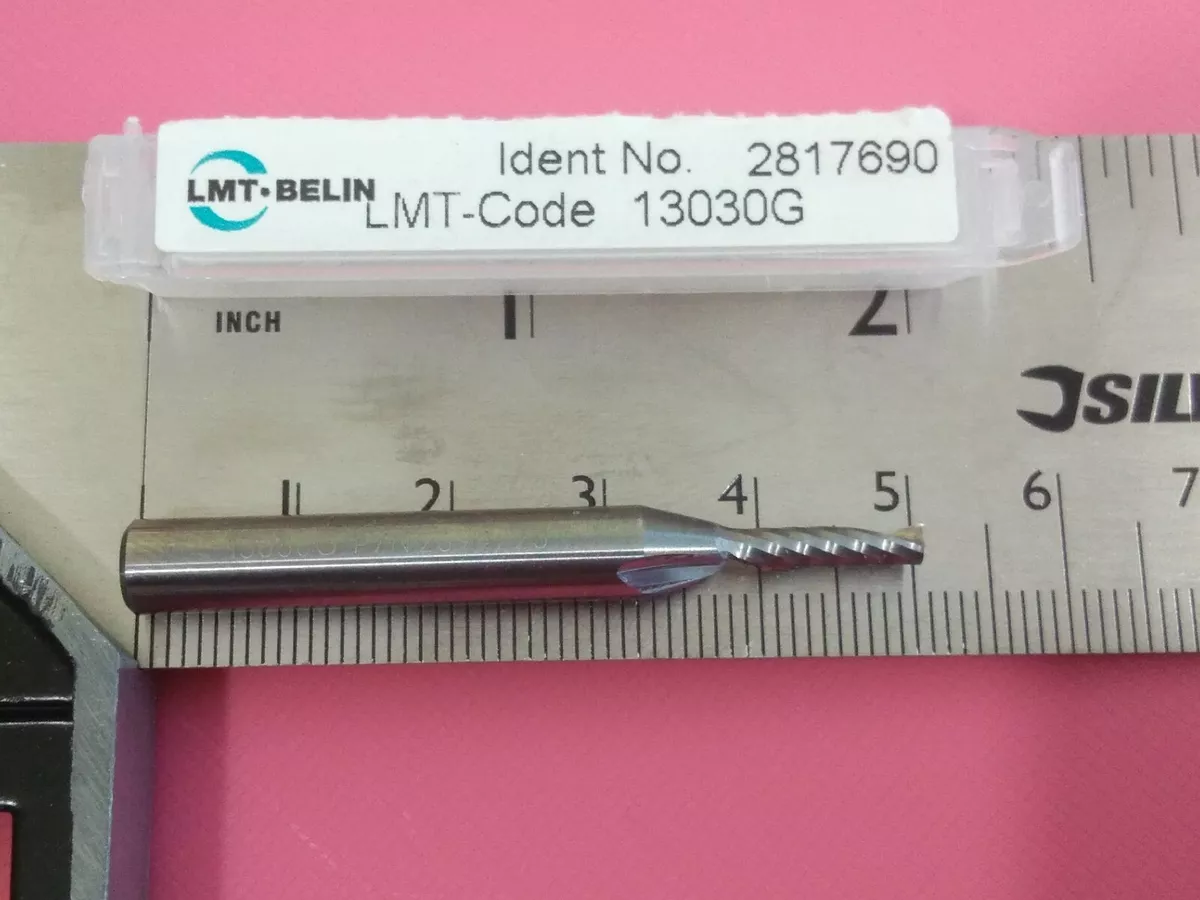 Ident No. 2817690
LMT•BELIN
LMT-Code 13030G
1 2
INCH
SIL
1 2 3 4 5 6 7